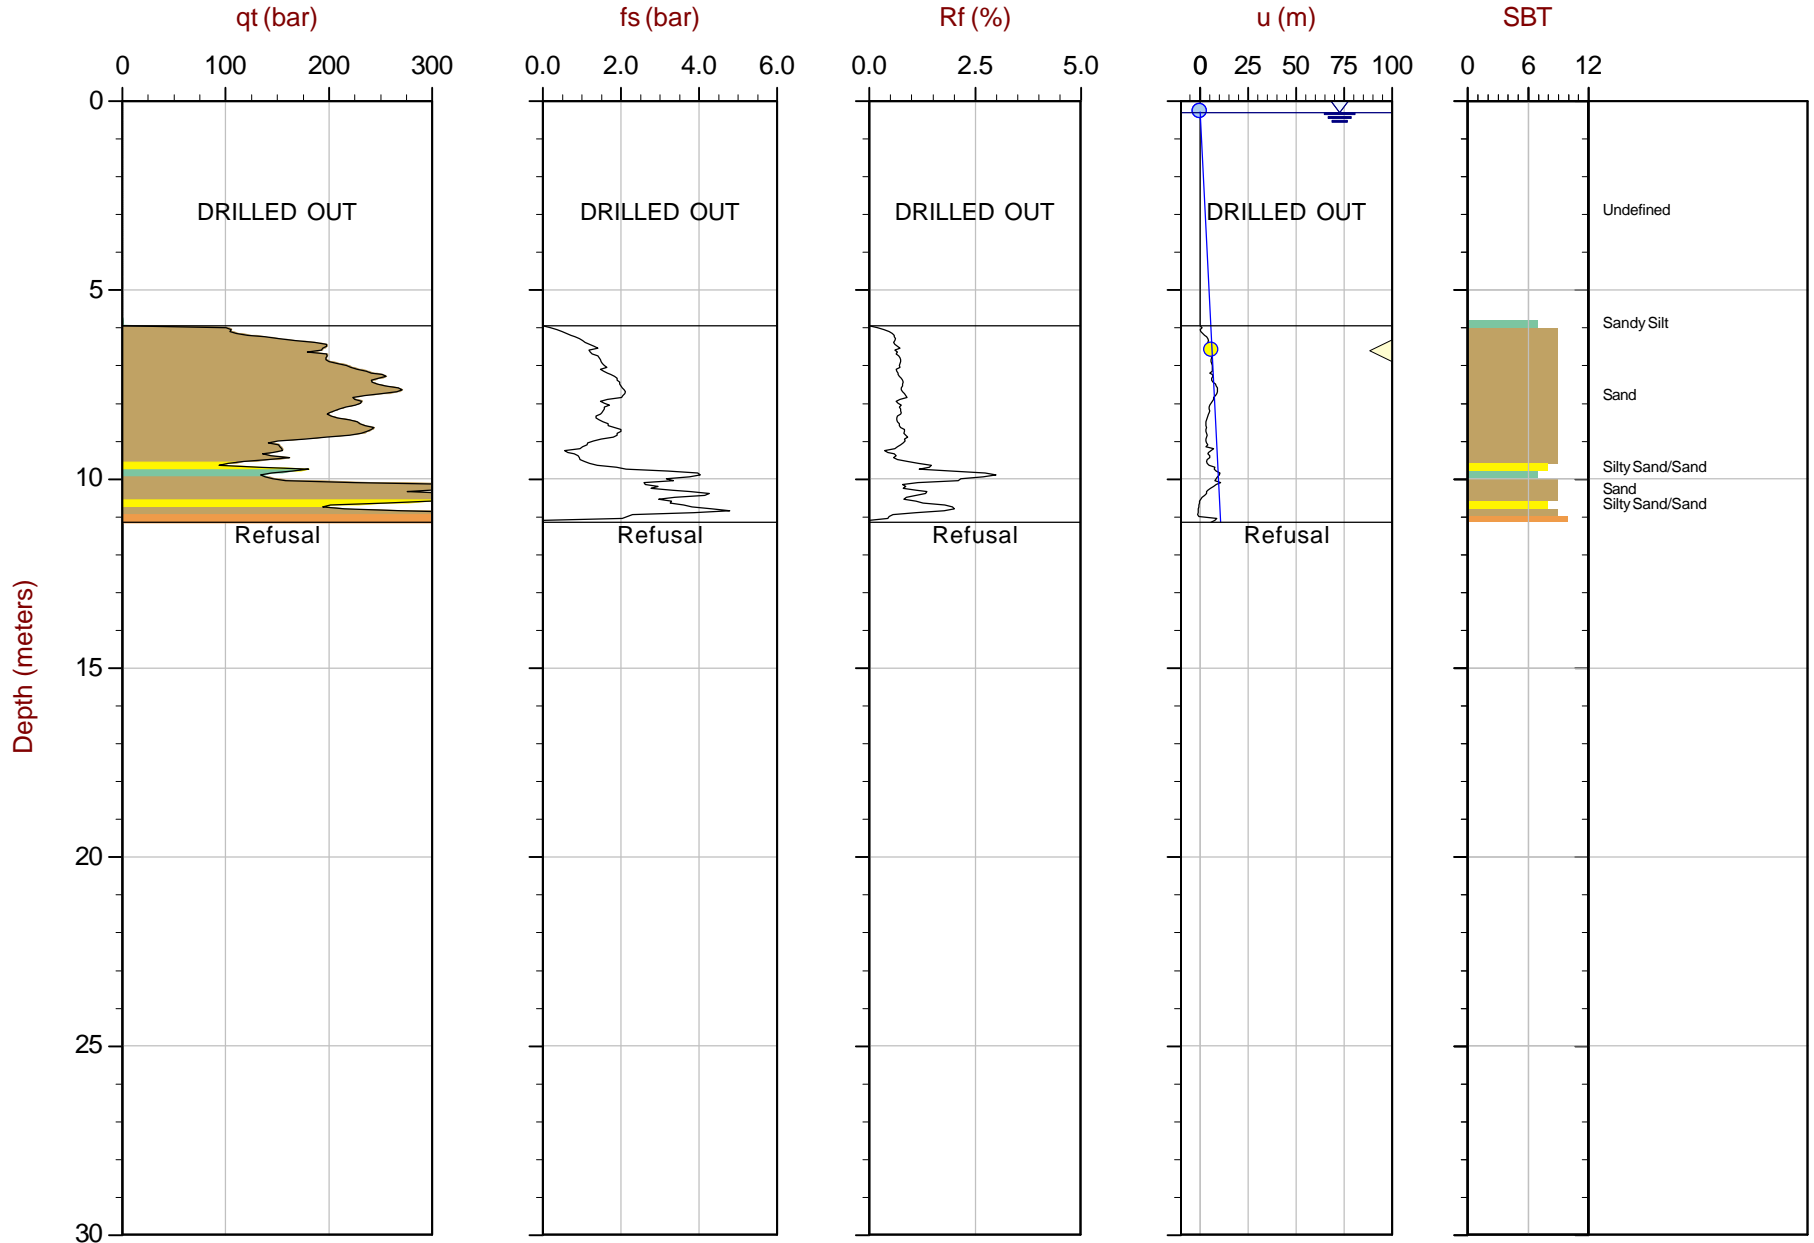 qt (bar) fs (bar) Rf (%) u (m) SBT
0 100 200 300 0.0 2.0 4.0 6.0 0.0 2.5 5.0 0 25 50 75 100 0 6 12
0
DRILLED OUT DRILLED OUT DRILLED OUT DRILLED OUT Undefined
5
Sandy Silt
Sand
Silty Sand/Sand
10
Sand
Silty Sand/Sand
Refusal Refusal Refusal Refusal
Depth (meters)
15
20
25
30